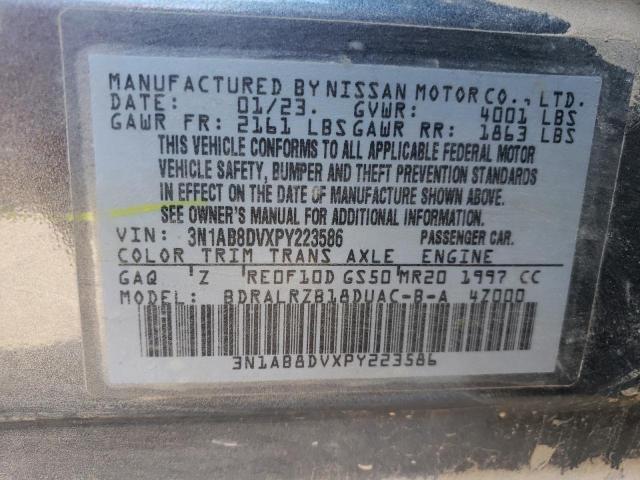 MANUFACTURED BY NISSAN MOTOR CO., LTD.
DATE: 01/23. GVWR: 4001 LBS
GAWR FR: 2161 LBS GAWR RR: 1863 LBS
THIS VEHICLE CONFORMS TO ALL APPLICABLE FEDERAL MOTOR
VEHICLE SAFETY, BUMPER AND THEFT PREVENTION STANDARDS
IN EFFECT ON THE DATE OF MANUFACTURE SHOWN ABOVE.
SEE OWNER'S MANUAL FOR ADDITIONAL INFORMATION.
VIN: 3N1AB8DVXPY223586 PASSENGER CAR.
COLOR TRIM TRANS AXLE ENGINE
GAQ Z RE0F10D GS50 MR20 1997 CC
MODEL: BDRALRZB18DUAC-B-A 4Z000
3N1AB8DVXPY223586